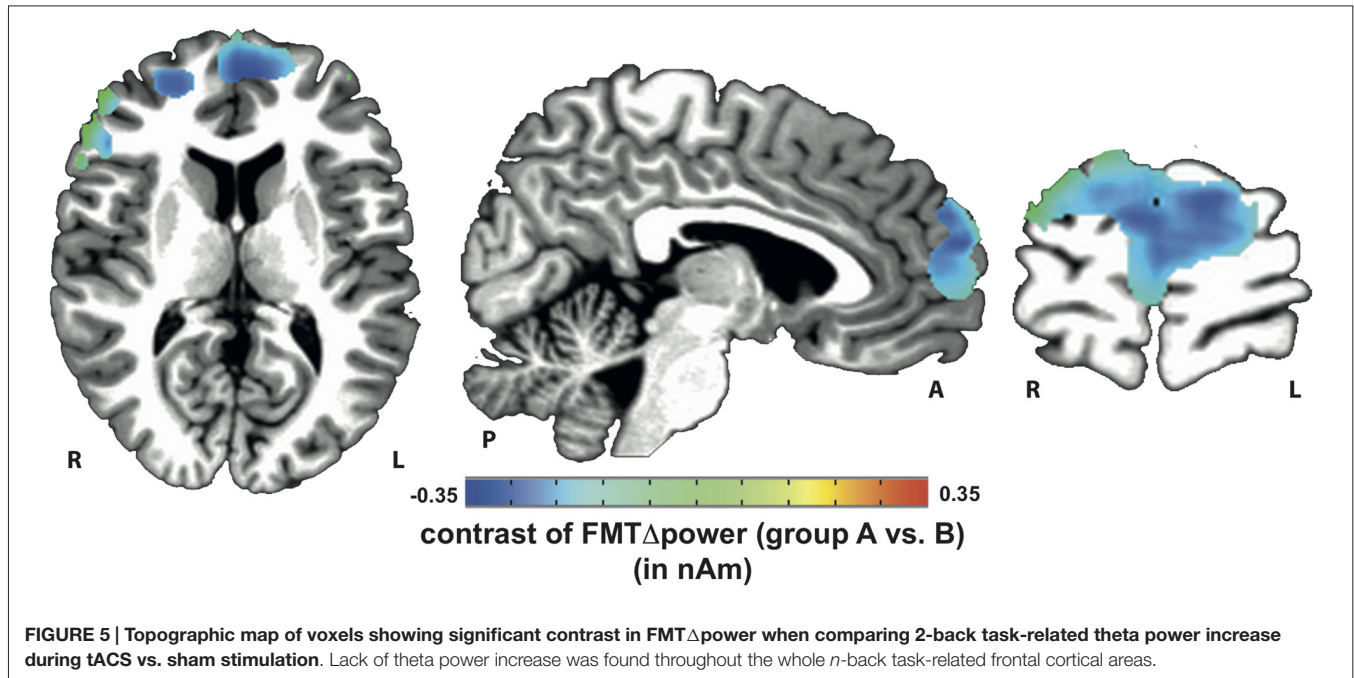 R
L
P
A
R
L
-0.35
0.35
contrast of FMTΔpower (group A vs. B)
(in nAm)
FIGURE 5 | Topographic map of voxels showing significant contrast in FMTΔpower when comparing 2-back task-related theta power increase
during tACS vs. sham stimulation. Lack of theta power increase was found throughout the whole n-back task-related frontal cortical areas.